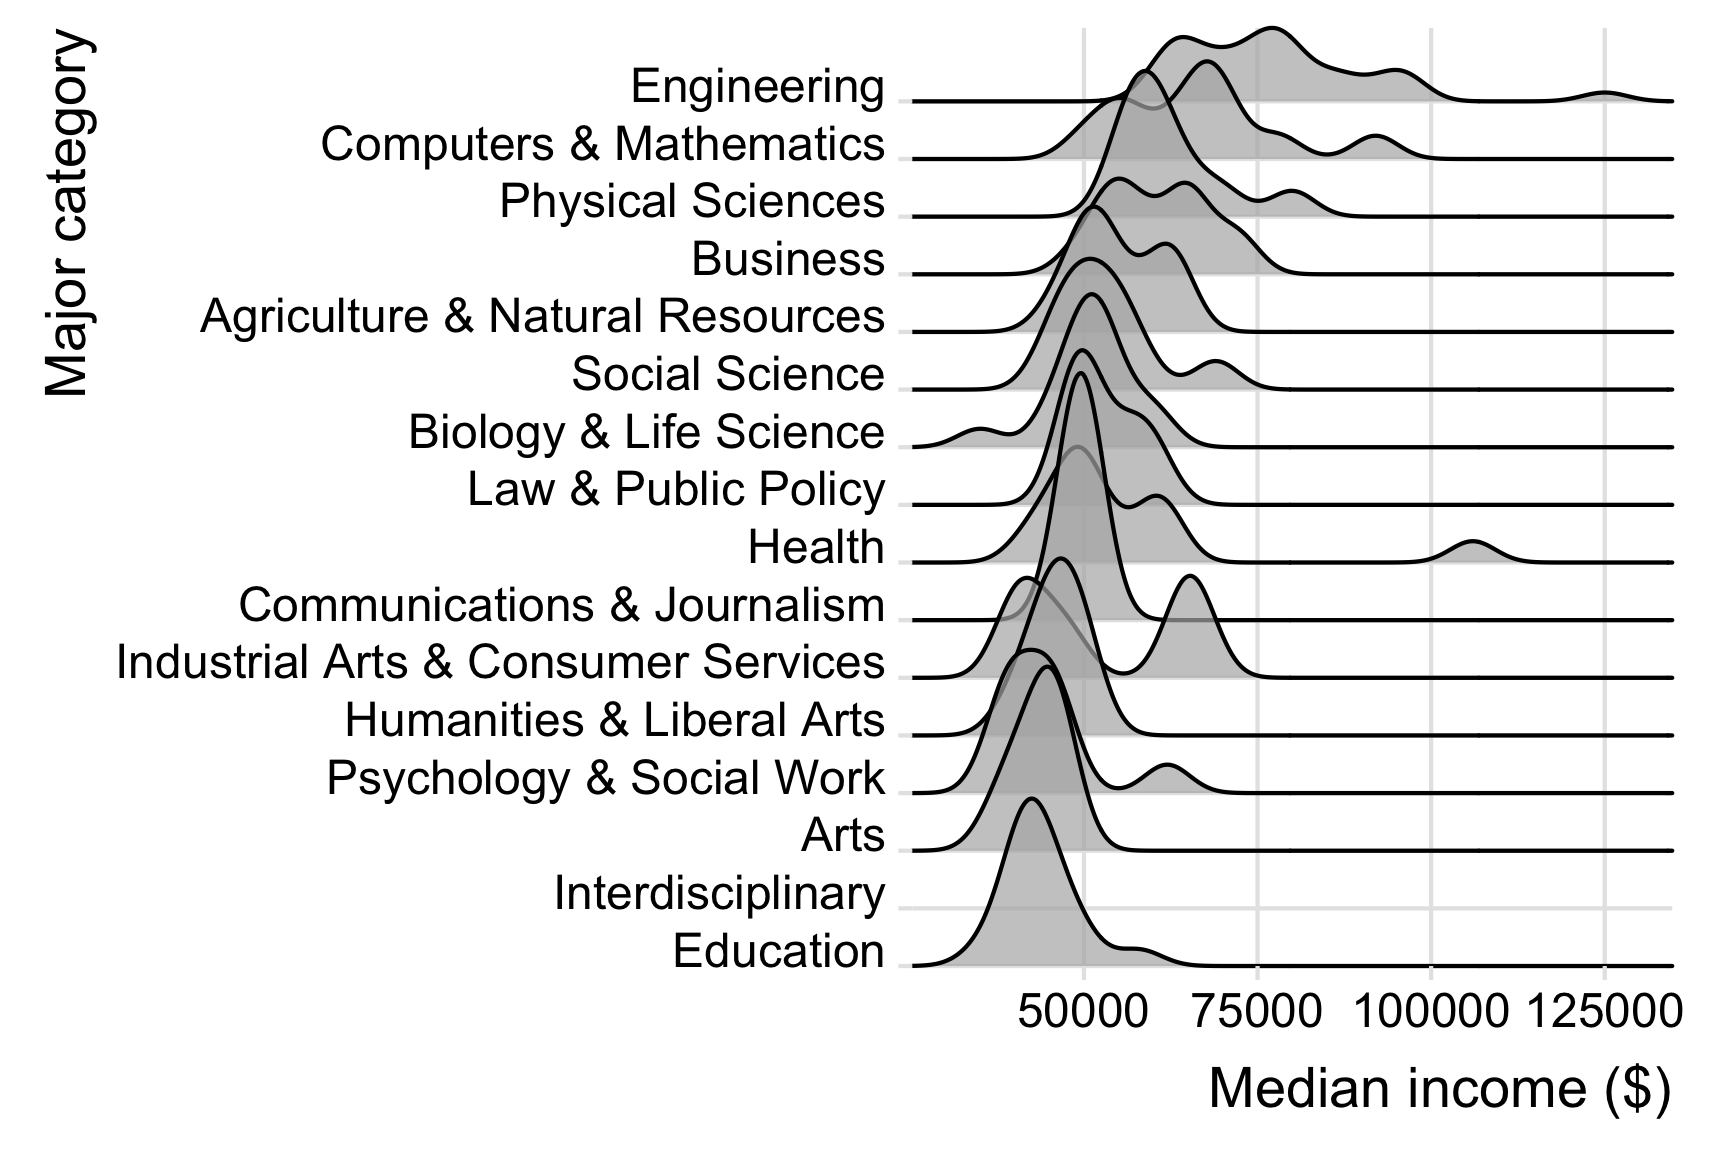 Major category
Engineering
Computers & Mathematics
Physical Sciences
Business
Agriculture & Natural Resources
Social Science
Biology & Life Science
Law & Public Policy
Health
Communications & Journalism
Industrial Arts & Consumer Services
Humanities & Liberal Arts
Psychology & Social Work
Arts
Interdisciplinary
Education
50000 75000 100000 125000
Median income ($)